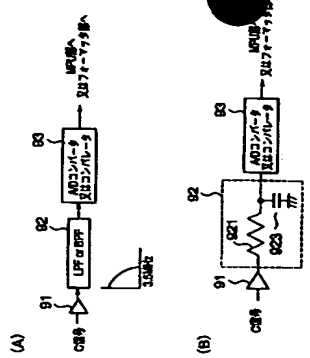 (A)
C信号
91
92
LPF or BPF
3.5MHz
93
A/Dコンバータ
又はコンパレータ
MPU部へ
又はフォーマッタ部へ
(B)
C信号
91
92
921
923
93
A/Dコンバータ
又はコンパレータ
MPU部へ
又はフォーマッタ部へ